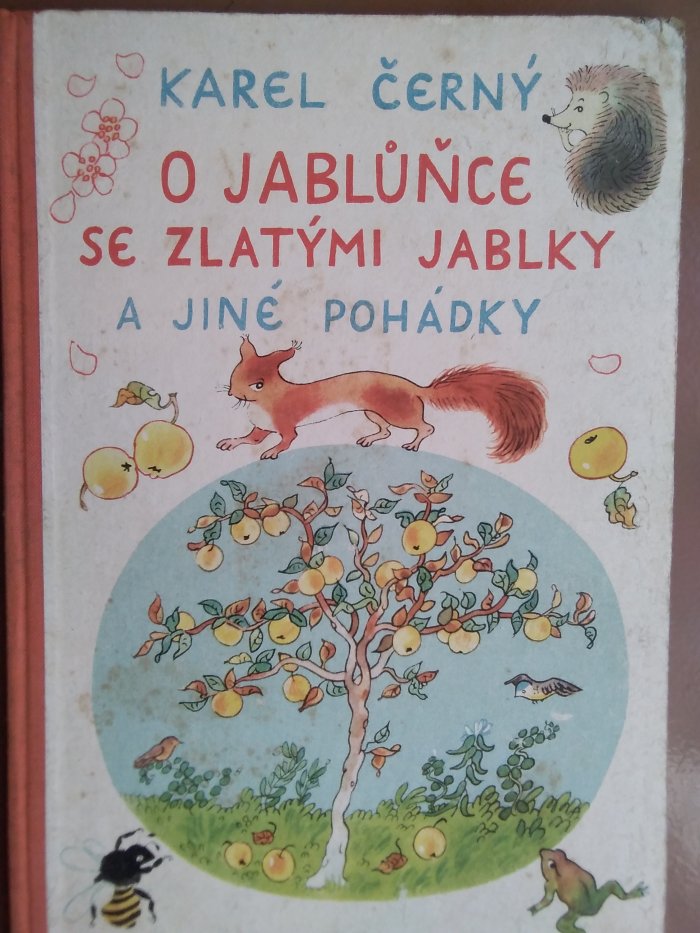 KAREL ČERNÝ
O JABLŮŇCE
SE ZLATÝMI JABLKY
A JINÉ POHÁDKY